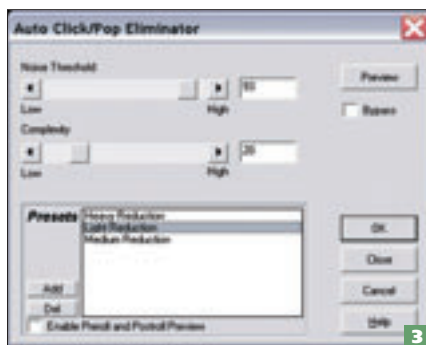 Auto Click/Pop Eliminator
Noise Threshold
Preview
Low High
Bypass
Complexity
20
Low High
Presets
Heavy Reduction
Light Reduction
Medium Reduction
OK
Close
Add
Cancel
Del
Enable Preroll and Postroll Preview
Help
3